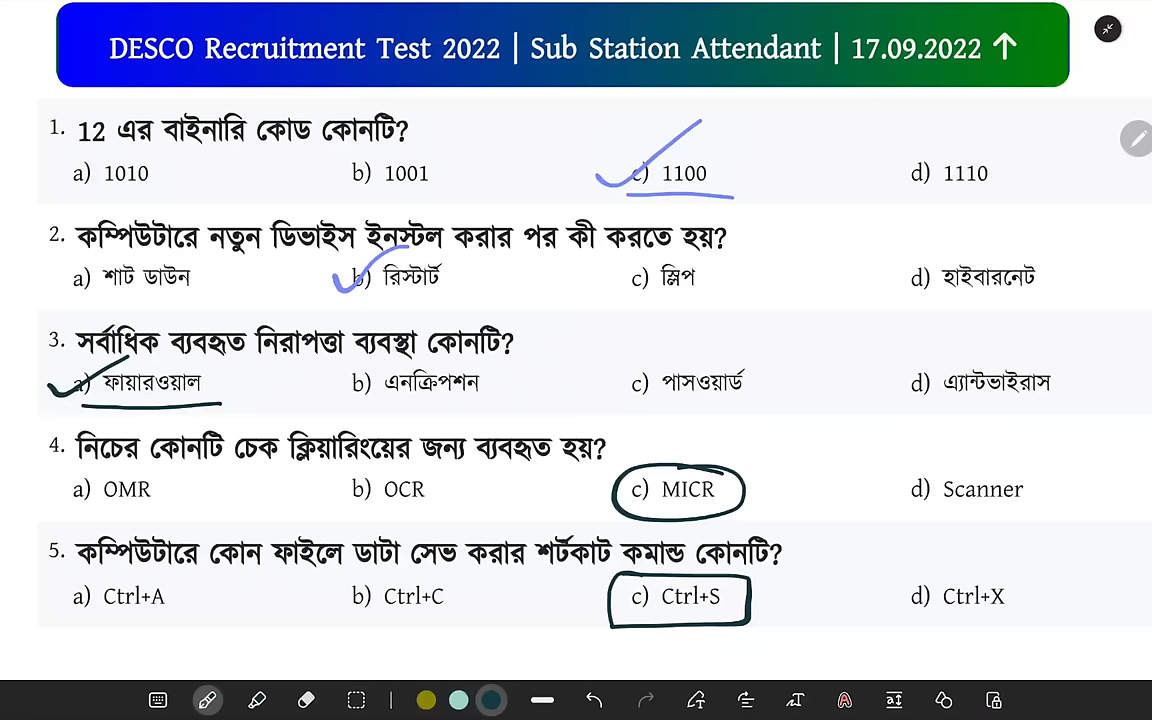 DESCO Recruitment Test 2022 | Sub Station Attendant | 17.09.2022 ↑
1. 12 এর বাইনারি কোড কোনটি?
a) 1010 b) 1001 c) 1100 d) 1110
2. কম্পিউটারে নতুন ডিভাইস ইনস্টল করার পর কী করতে হয়?
a) শাট ডাউন b) রিস্টার্ট c) স্লিপ d) হাইবারনেট
3. সর্বাধিক ব্যবহৃত নিরাপত্তা ব্যবস্থা কোনটি?
a) ফায়ারওয়াল b) এনক্রিপশন c) পাসওয়ার্ড d) এ্যান্টিভাইরাস
4. নিচের কোনটি চেক ক্লিয়ারিংয়ের জন্য ব্যবহৃত হয়?
a) OMR b) OCR c) MICR d) Scanner
5. কম্পিউটারে কোন ফাইলে ডাটা সেভ করার শর্টকাট কমান্ড কোনটি?
a) Ctrl+A b) Ctrl+C c) Ctrl+S d) Ctrl+X